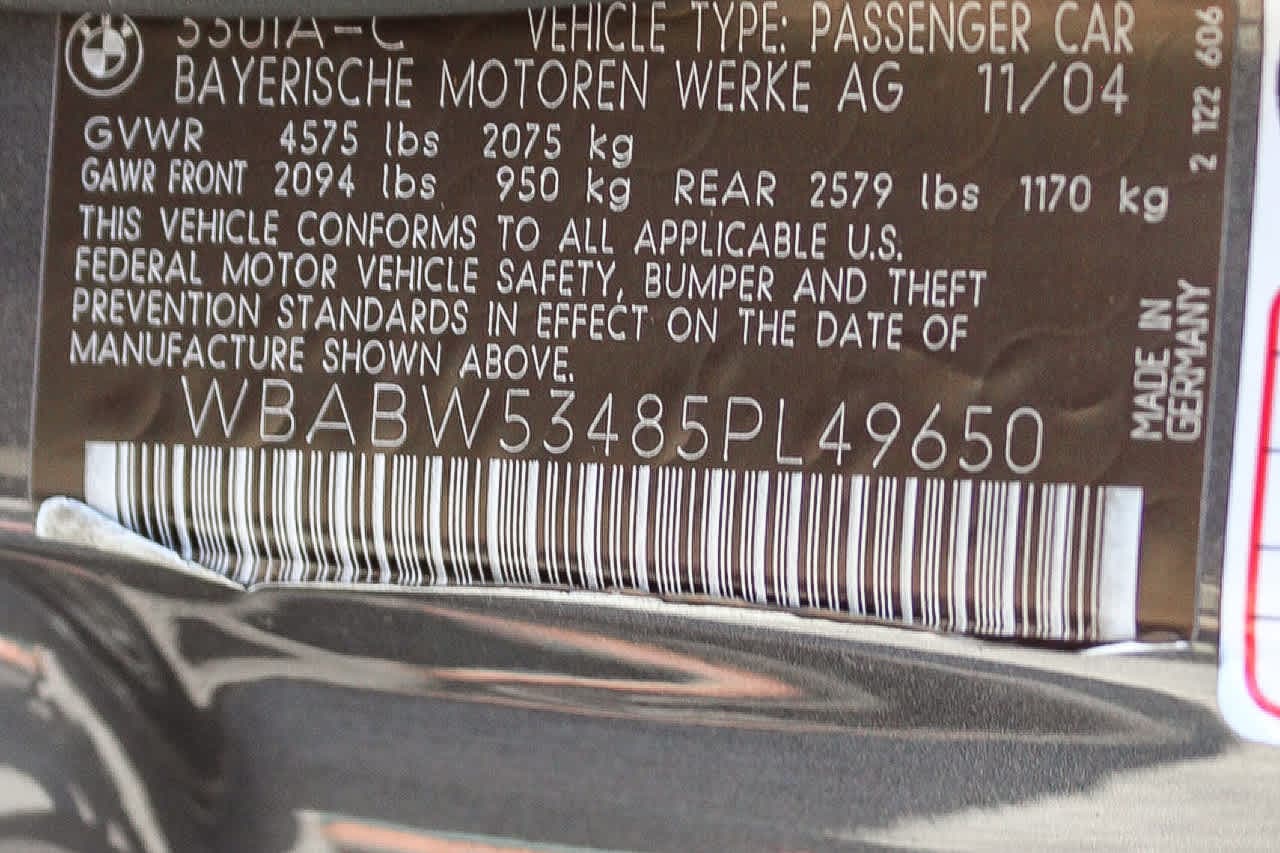 330IA-C VEHICLE TYPE: PASSENGER CAR
BAYERISCHE MOTOREN WERKE AG 11/04
GVWR 4575 lbs 2075 kg
GAWR FRONT 2094 lbs 950 kg REAR 2579 lbs 1170 kg
THIS VEHICLE CONFORMS TO ALL APPLICABLE U.S.
FEDERAL MOTOR VEHICLE SAFETY, BUMPER AND THEFT
PREVENTION STANDARDS IN EFFECT ON THE DATE OF
MANUFACTURE SHOWN ABOVE.
WBABW53485PL49650
2 122 606
MADE IN
GERMANY